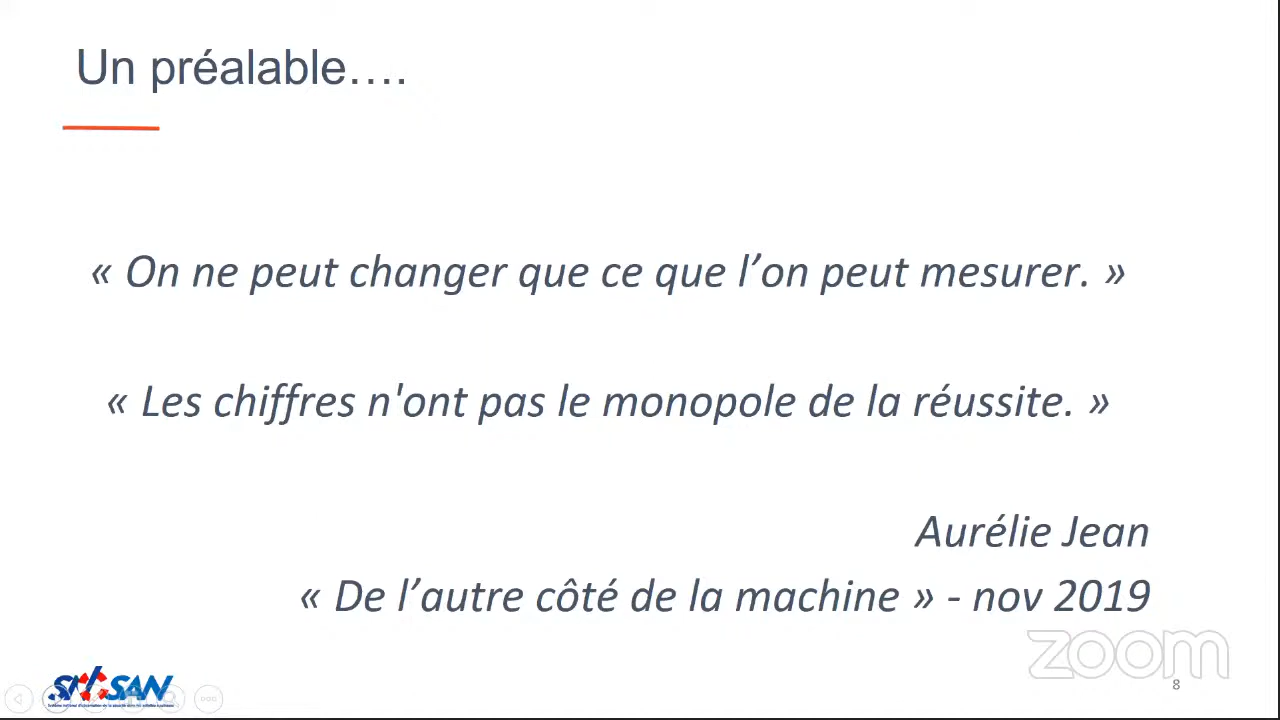 Un préalable….
« On ne peut changer que ce que l’on peut mesurer. »
« Les chiffres n'ont pas le monopole de la réussite. »
Aurélie Jean
« De l’autre côté de la machine » - nov 2019
zoom
8